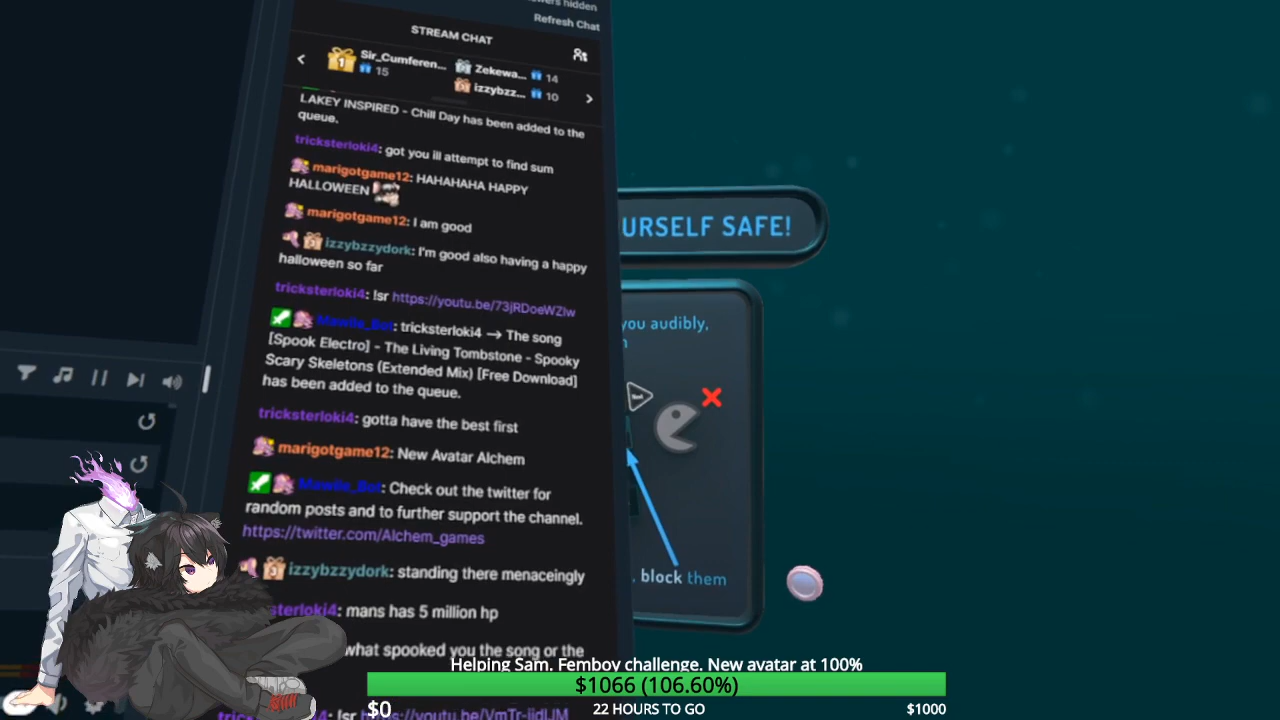 hidden
Refresh Chat
STREAM CHAT
Sir_Cumferen...
15
Zekewa... 14
izzybzz... 10
LAKEY INSPIRED - Chill Day has been added to the
queue.
tricksterloki4: got you ill attempt to find sum
marigotgame12: HAHAHAHA HAPPY
HALLOWEEN
marigotgame12: I am good
izzybzzydork: I'm good also having a happy
halloween so far
tricksterloki4: !sr https://youtu.be/73jRDoeWZlw
Mawile_Bot: tricksterloki4 → The song
[Spook Electro] - The Living Tombstone - Spooky
Scary Skeletons (Extended Mix) [Free Download]
has been added to the queue.
tricksterloki4: gotta have the best first
marigotgame12: New Avatar Alchem
Mawile_Bot: Check out the twitter for
random posts and to further support the channel.
https://twitter.com/Alchem_games
izzybzzydork: standing there menaceingly
sterloki4: mans has 5 million hp
what spooked you the song or the
!sr
URSELF SAFE!
you audibly,
block them
Helping Sam. Femboy challenge. New avatar at 100%
$1066 (106.60%)
$0
22 HOURS TO GO
$1000